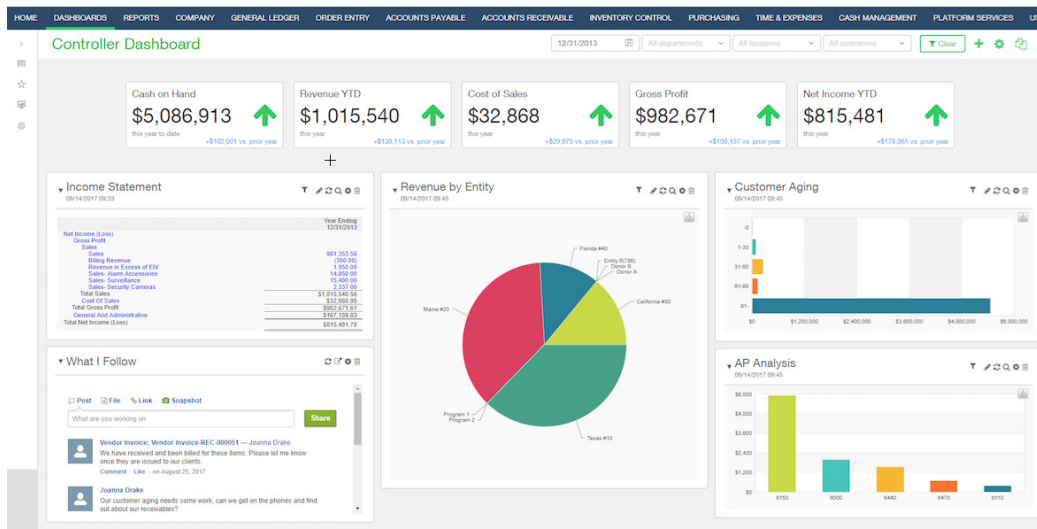 HOME DASHBOARDS REPORTS COMPANY GENERAL LEDGER ORDER ENTRY ACCOUNTS PAYABLE ACCOUNTS RECEIVABLE INVENTORY CONTROL PURCHASING TIME & EXPENSES CASH MANAGEMENT PLATFORM SERVICES
Controller Dashboard
12/31/2013 All departments All locations All customers Clear
Cash on Hand
$5,086,913
this year to date
+$102,001 vs. prior year
Revenue YTD
$1,015,540
this year
+$139,113 vs. prior year
Cost of Sales
$32,868
this year
+$29,975 vs. prior year
Gross Profit
$982,671
this year
+$109,137 vs. prior year
Net Income YTD
$815,481
this year
Income Statement
09/14/2017 09:33
Year Ending
12/31/2013
Net Income (Loss)
Gross Profit
Sales
Sales 981,353.56
Billing Revenue (350.00)
Revenue in Excess of EIV 1,950.00
Sales- Alarm Accessories 14,850.00
Sales- Surveillance 15,400.00
Sales- Security Cameras 2,337.00
Total Sales $1,015,540.56
Cost Of Sales $32,868.95
Total Gross Profit $982,671.61
General And Administrative $167,189.83
Total Net Income (Loss) $815,481.78
What I Follow
Post File Link Snapshot
What are you working on
Share
Vendor Invoice: Vendor Invoice-REC-000051 — Joanna Drake
We have received and been billed for these items. Please let me know
once they are issued to our clients.
Comment · Like · on August 25, 2017
Joanna Drake
Our customer aging needs some work, can we get on the phones and find
out about our receivables?
Revenue by Entity
09/14/2017 09:45
Florida #40
Entity 5(788)
Donor B
Donor A
California #30
Maine #20
Program 1
Program 2
Texas #10
Customer Aging
09/14/2017 09:45
-0
1-30
31-60
61-90
91-
$0 $1,200,000 $2,400,000 $3,600,000 $4,800,000 $6,000,000
AP Analysis
09/14/2017 09:45
$6,000
$4,800
$3,600
$2,400
$1,200
$0
6150 6000 6440 6470 6110